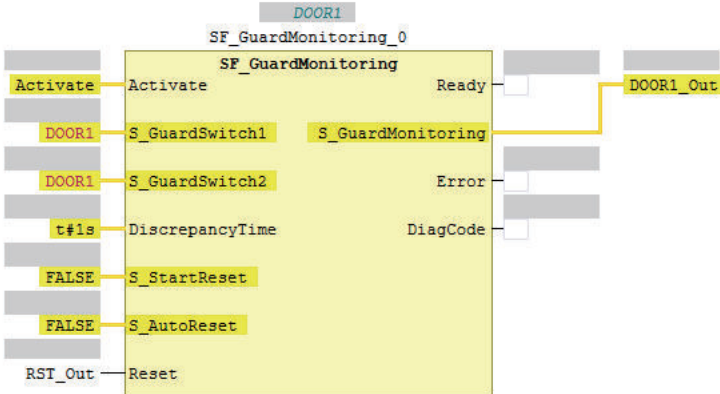 DOOR1
SF_GuardMonitoring_0
SF_GuardMonitoring
Activate Activate Ready DOOR1_Out
DOOR1 S_GuardSwitch1 S_GuardMonitoring
DOOR1 S_GuardSwitch2 Error
t#1s DiscrepancyTime DiagCode
FALSE S_StartReset
FALSE S_AutoReset
RST_Out Reset